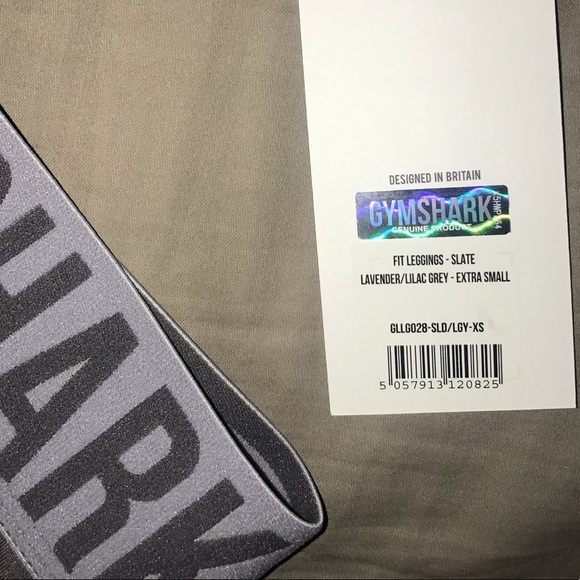 SHARK
DESIGNED IN BRITAIN
GYMSHARK
GENUINE PRODUCT
FIT LEGGINGS - SLATE
LAVENDER/LILAC GREY - EXTRA SMALL
GLLG028-SLD/LGY-XS
5 057913 120825